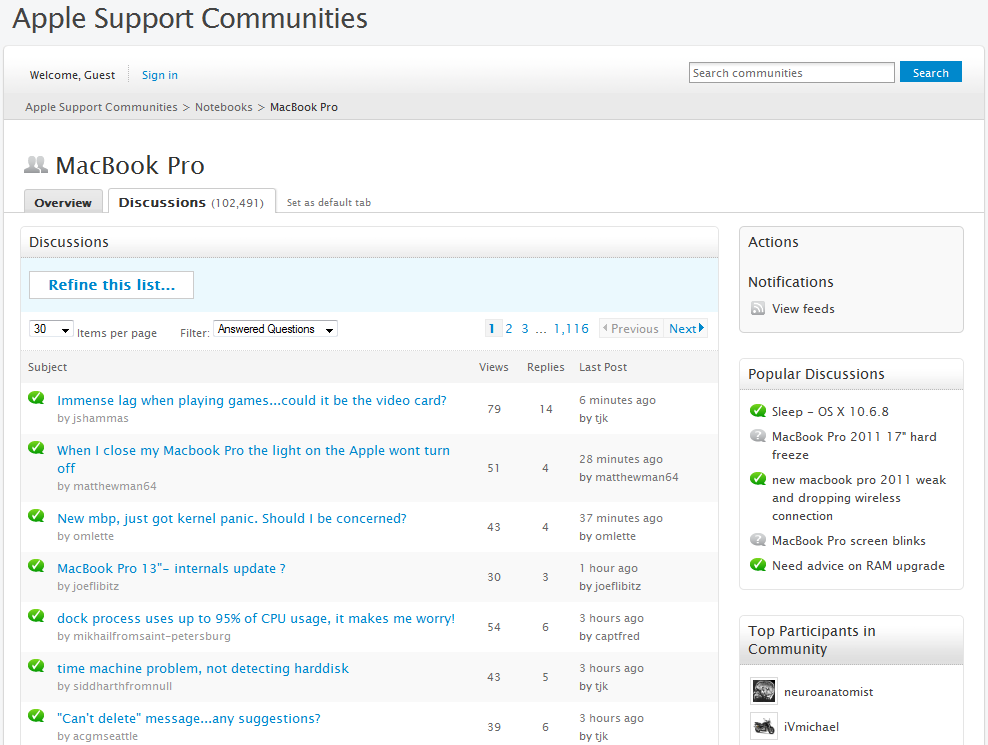 Apple Support Communities
Welcome, Guest Sign in
Search communities Search
Apple Support Communities > Notebooks > MacBook Pro
MacBook Pro
Overview Discussions (102,491) Set as default tab
Discussions
Refine this list...
30 Items per page Filter: Answered Questions 1 2 3 ... 1,116 Previous Next
Subject Views Replies Last Post
Immense lag when playing games...could it be the video card?
by jshammas
79 14
6 minutes ago
by tjk
When I close my Macbook Pro the light on the Apple wont turn
off
by matthewman64
51 4
28 minutes ago
by matthewman64
New mbp, just got kernel panic. Should I be concerned?
by omlette
43 4
37 minutes ago
by omlette
MacBook Pro 13"- internals update ?
by joeflibitz
30 3
1 hour ago
by joeflibitz
dock process uses up to 95% of CPU usage, it makes me worry!
by mikhailfromsaint-petersburg
54 6
3 hours ago
by captfred
time machine problem, not detecting harddisk
by siddharthfromnull
43 5
3 hours ago
by tjk
"Can't delete" message...any suggestions?
by acgmseattle
39 6
3 hours ago
by tjk
Actions
Notifications
View feeds
Popular Discussions
Sleep - OS X 10.6.8
MacBook Pro 2011 17" hard
freeze
new macbook pro 2011 weak
and dropping wireless
connection
MacBook Pro screen blinks
Need advice on RAM upgrade
Top Participants in
Community
neuroanatomist
iVmichael